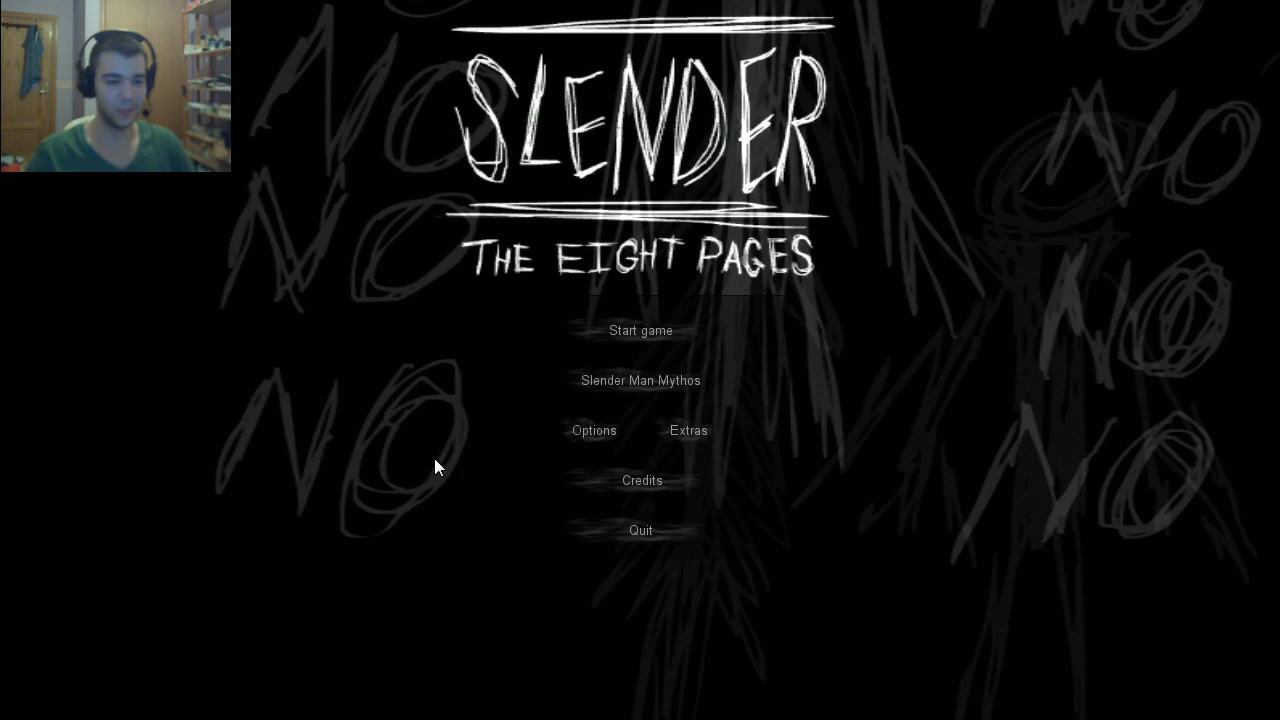 NO
NO
NO
SLENDER
THE EIGHT PAGES
Start game
Slender Man Mythos
Options Extras
Credits
Quit
NO
NO
NO